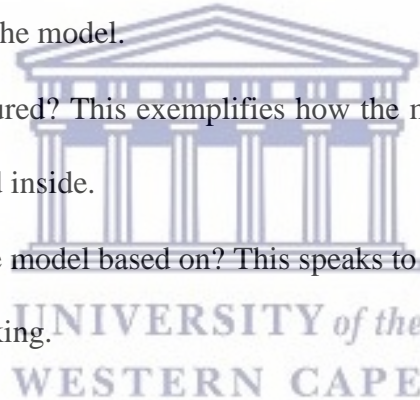 he model.
ured? This exemplifies how the m
l inside.
e model based on? This speaks to
king.
UNIVERSITY of the
WESTERN CAPE